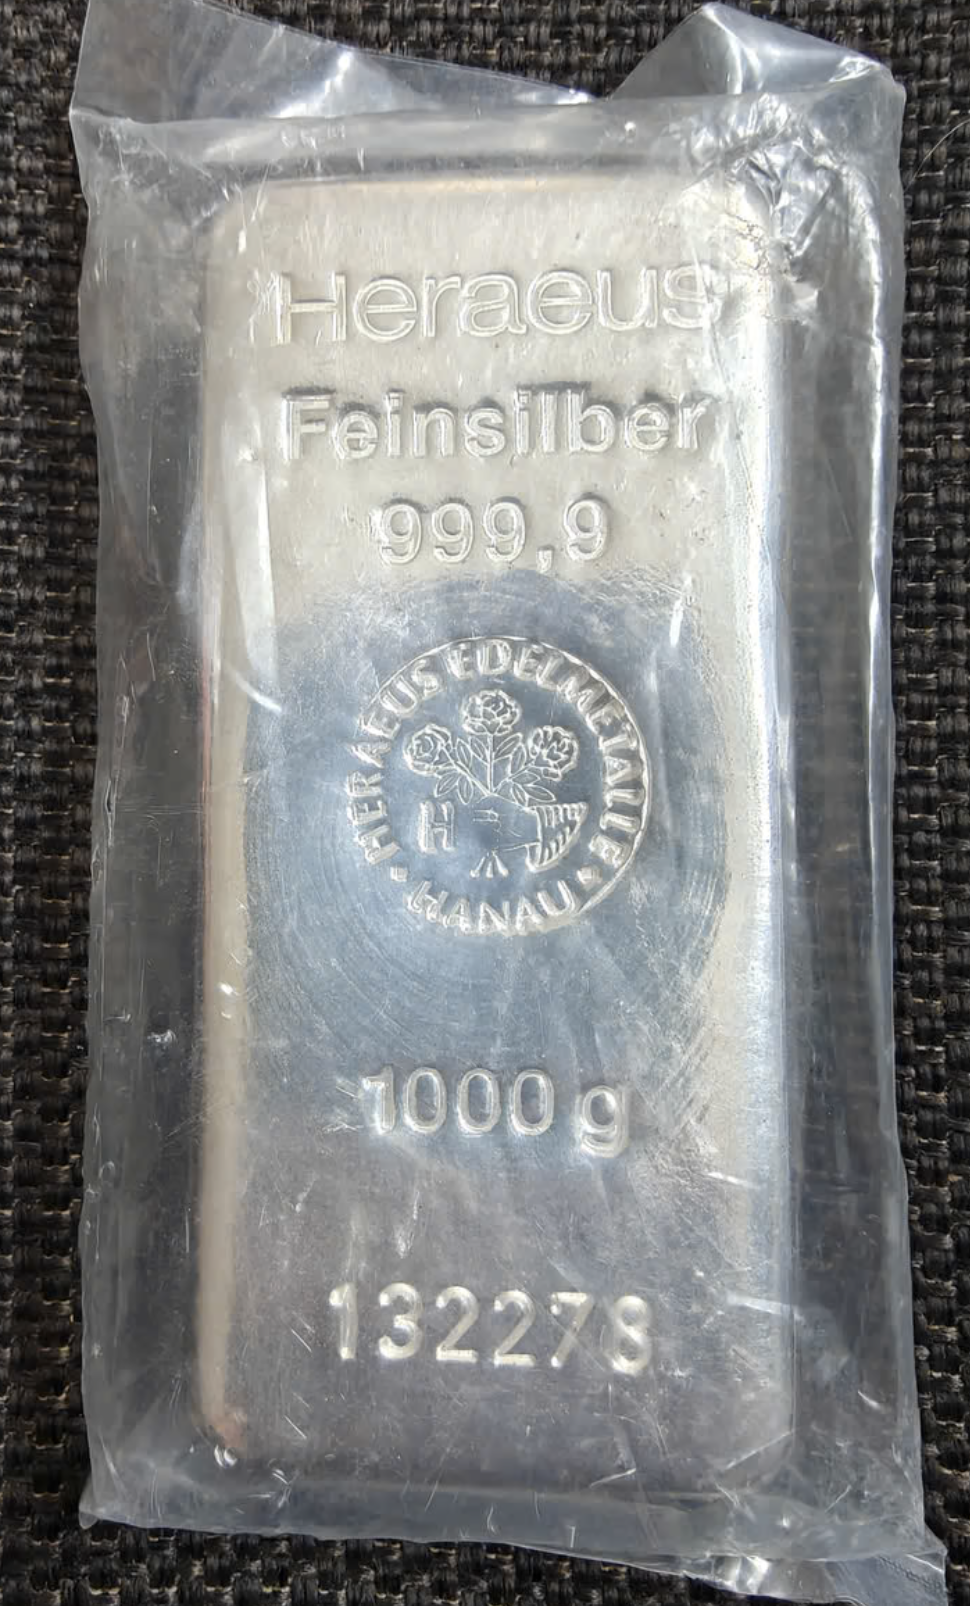 Heraeus
Feinsilber
999,9
HERAEUS EDELMETALLE
H
· HANAU ·
1000 g
132278